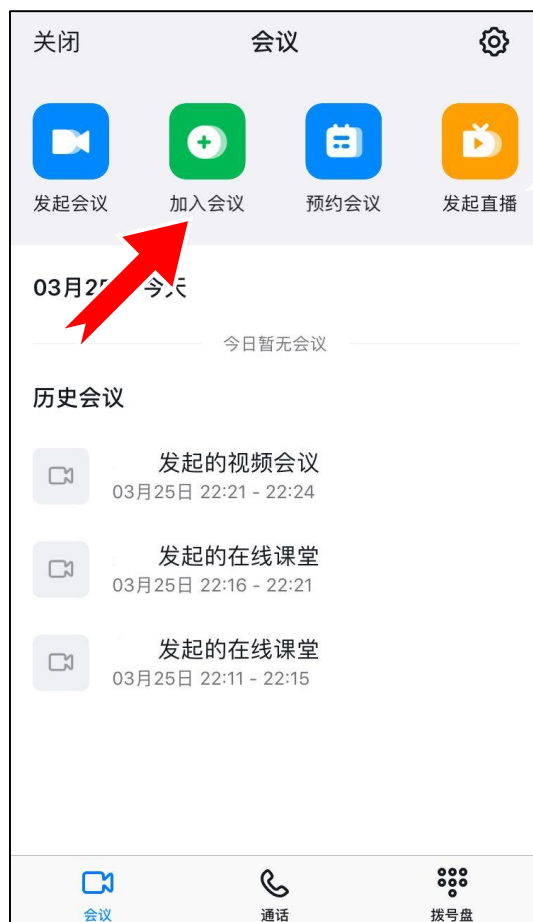 关闭 会议
发起会议 加入会议 预约会议 发起直播
03月25 今天
今日暂无会议
历史会议
发起的视频会议
03月25日 22:21 - 22:24
发起的在线课堂
03月25日 22:16 - 22:21
发起的在线课堂
03月25日 22:11 - 22:15
会议 通话 拨号盘